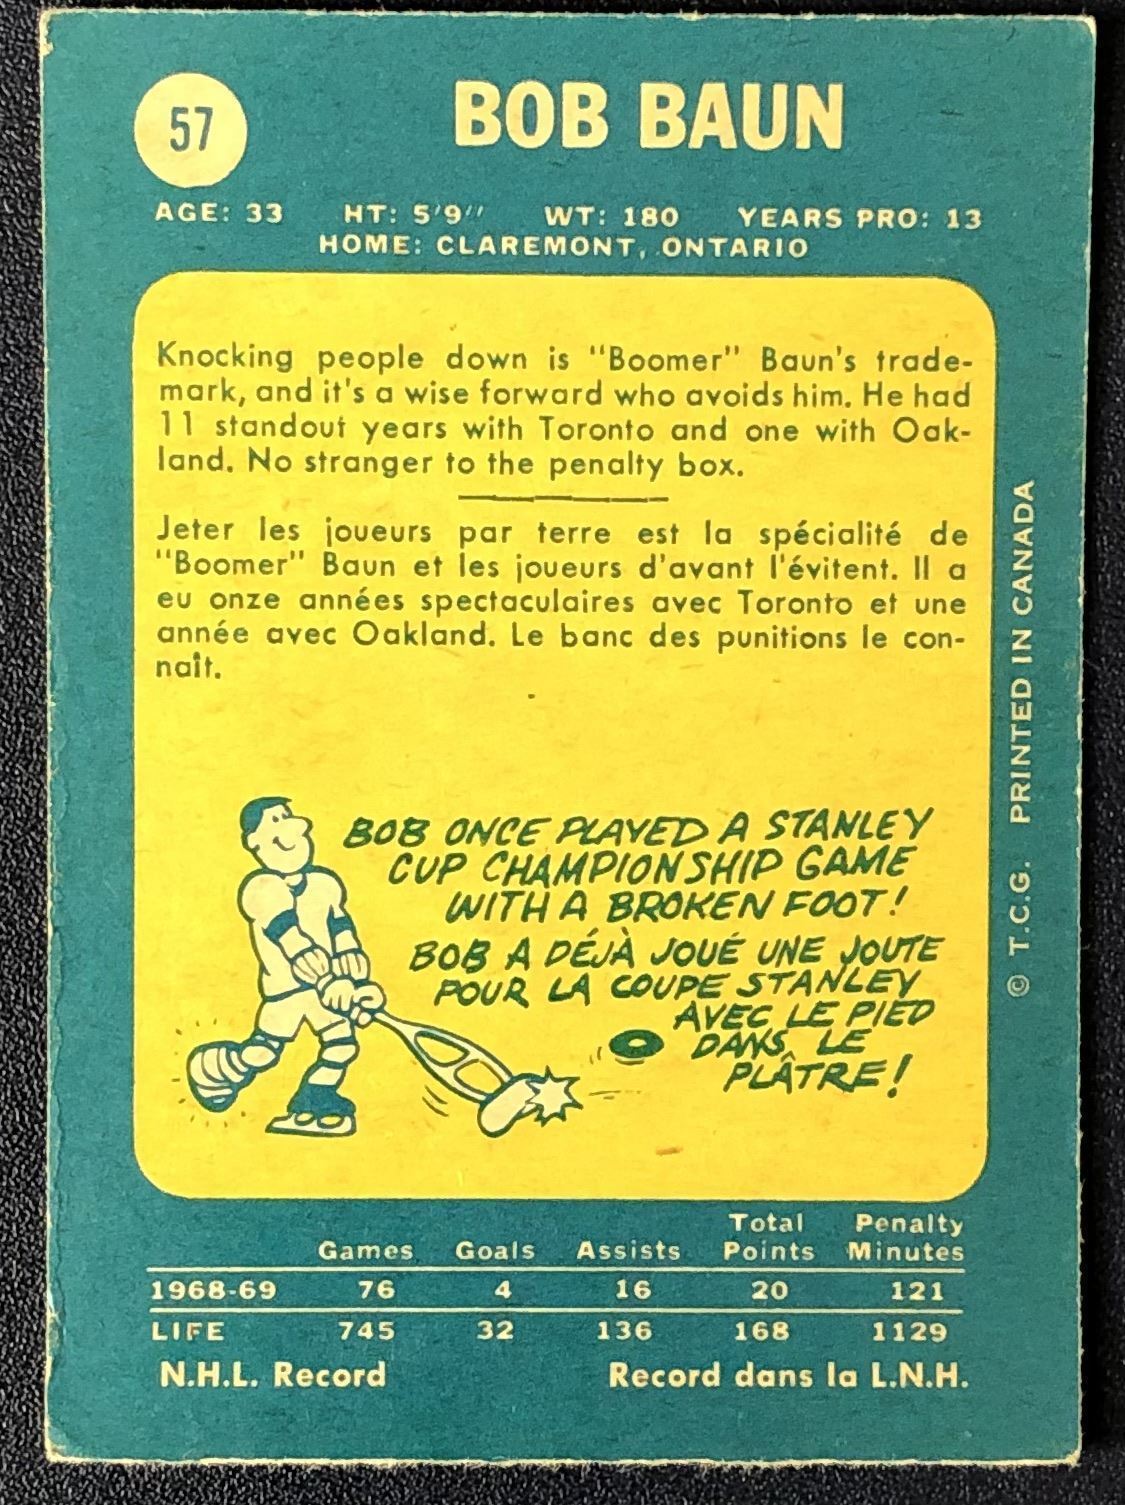 57
BOB BAUN
AGE: 33 HT: 5'9" WT: 180 YEARS PRO: 13
HOME: CLAREMONT, ONTARIO
Knocking people down is "Boomer" Baun's trade-
mark, and it's a wise forward who avoids him. He had
11 standout years with Toronto and one with Oak-
land. No stranger to the penalty box.
Jeter les joueurs par terre est la spécialité de
"Boomer" Baun et les joueurs d'avant l'évitent. Il a
eu onze années spectaculaires avec Toronto et une
année avec Oakland. Le banc des punitions le con-
naît.
BOB ONCE PLAYED A STANLEY
CUP CHAMPIONSHIP GAME
WITH A BROKEN FOOT!
BOB A DÉJÀ JOUÉ UNE JOUTE
POUR LA COUPE STANLEY
AVEC LE PIED
DANS LE
PLÂTRE!
© T.C.G. PRINTED IN CANADA
Total Penalty
Games Goals Assists Points Minutes
1968-69 76 4 16 20 121
LIFE 745 32 136 168 1129
N.H.L. Record Record dans la L.N.H.